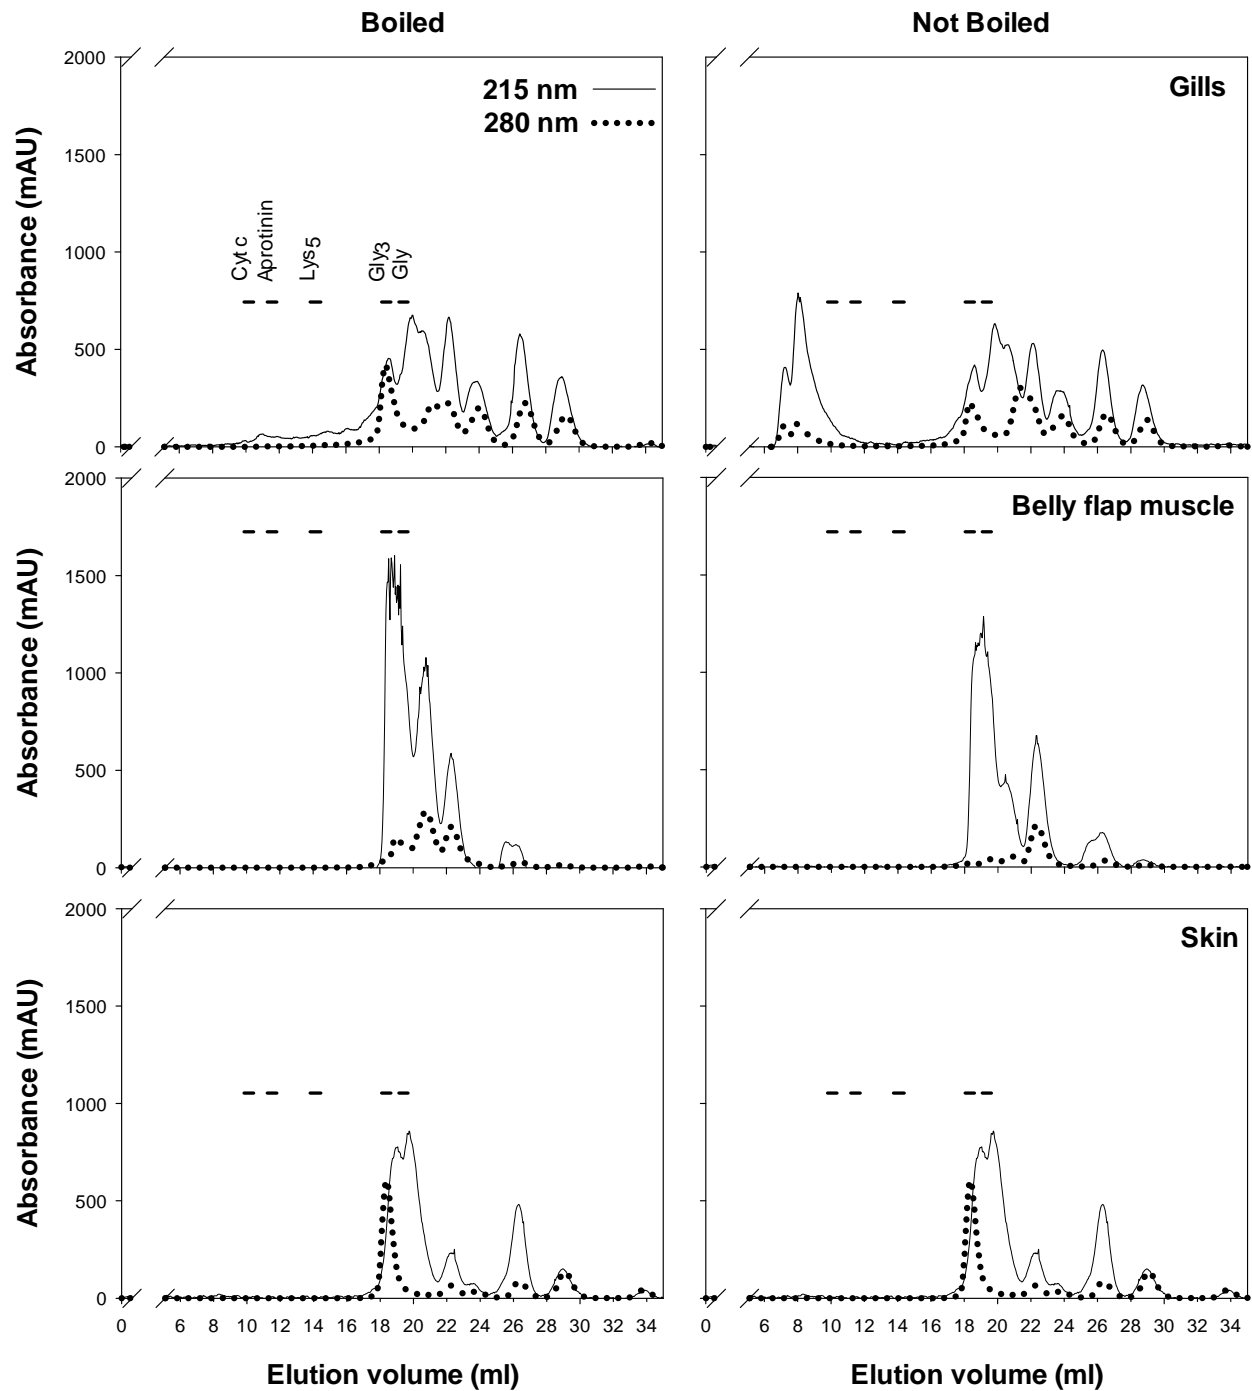 Boiled
Not Boiled
2000
1500
1000
500
0
Absorbance (mAU)
215 nm
280 nm
Cyt c
Aprotinin
Lys5
Gly3
Gly
Gills
2000
1500
1000
500
0
Absorbance (mAU)
Belly flap muscle
2000
1500
1000
500
0
Absorbance (mAU)
Skin
0 6 8 10 12 14 16 18 20 22 24 26 28 30 32 34
0 6 8 10 12 14 16 18 20 22 24 26 28 30 32 34
Elution volume (ml)
Elution volume (ml)